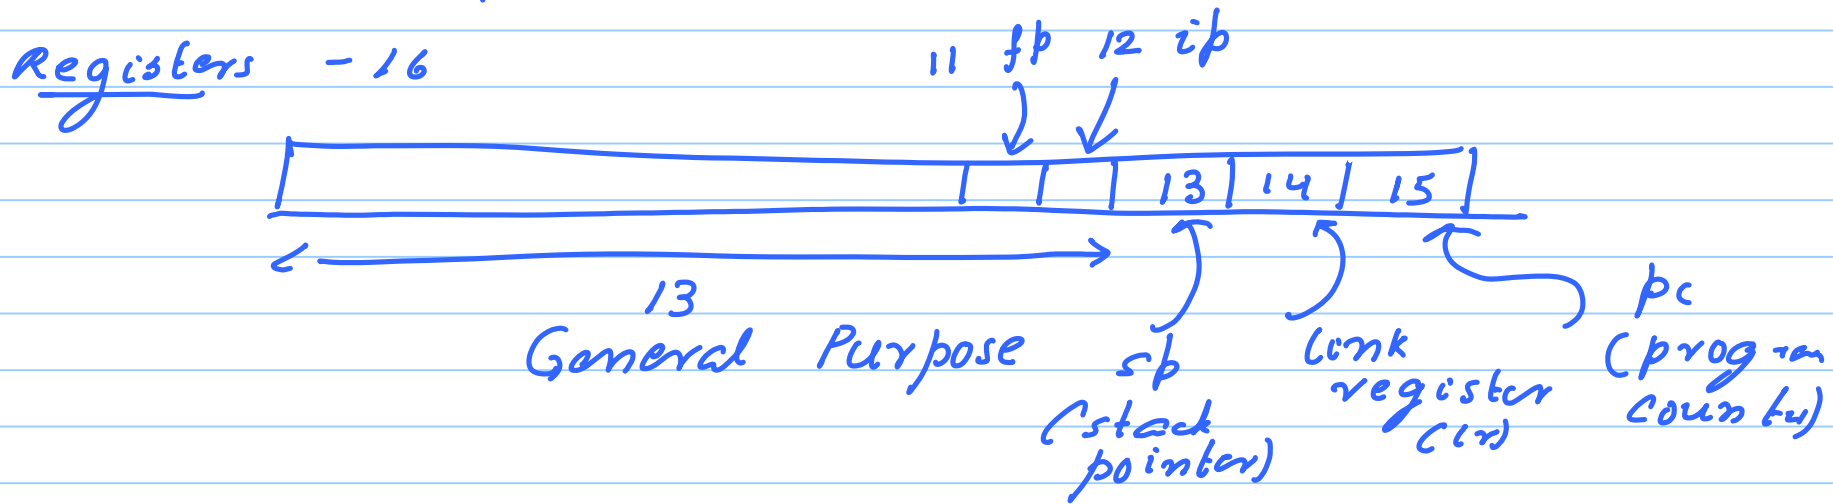 Registers - 16
11 fp 12 ip
13 14 15
13
General Purpose
sp
(stack
pointer)
link
register
(lr)
pc
(program
counter)